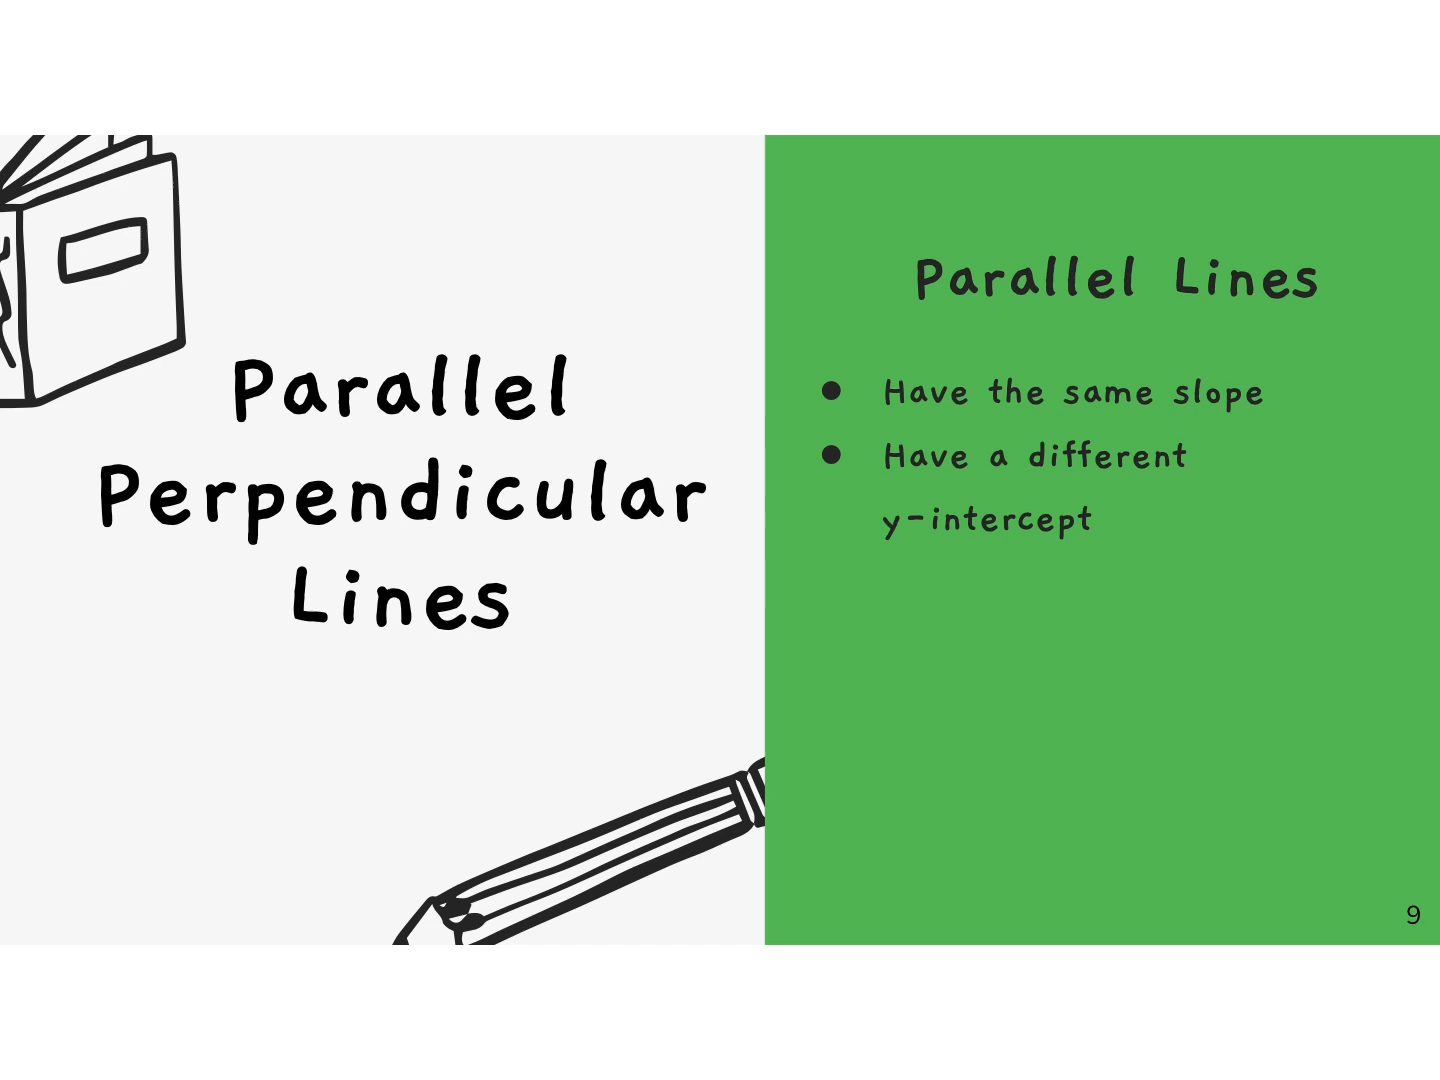 Parallel
Perpendicular
Lines
Parallel Lines
● Have the same slope
● Have a different
y-intercept
9